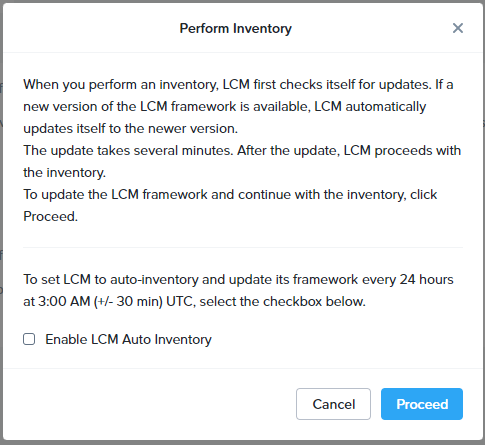 Perform Inventory
When you perform an inventory, LCM first checks itself for updates. If a
new version of the LCM framework is available, LCM automatically
updates itself to the newer version.
The update takes several minutes. After the update, LCM proceeds with
the inventory.
To update the LCM framework and continue with the inventory, click
Proceed.
To set LCM to auto-inventory and update its framework every 24 hours
at 3:00 AM (+/- 30 min) UTC, select the checkbox below.
Enable LCM Auto Inventory
Cancel
Proceed